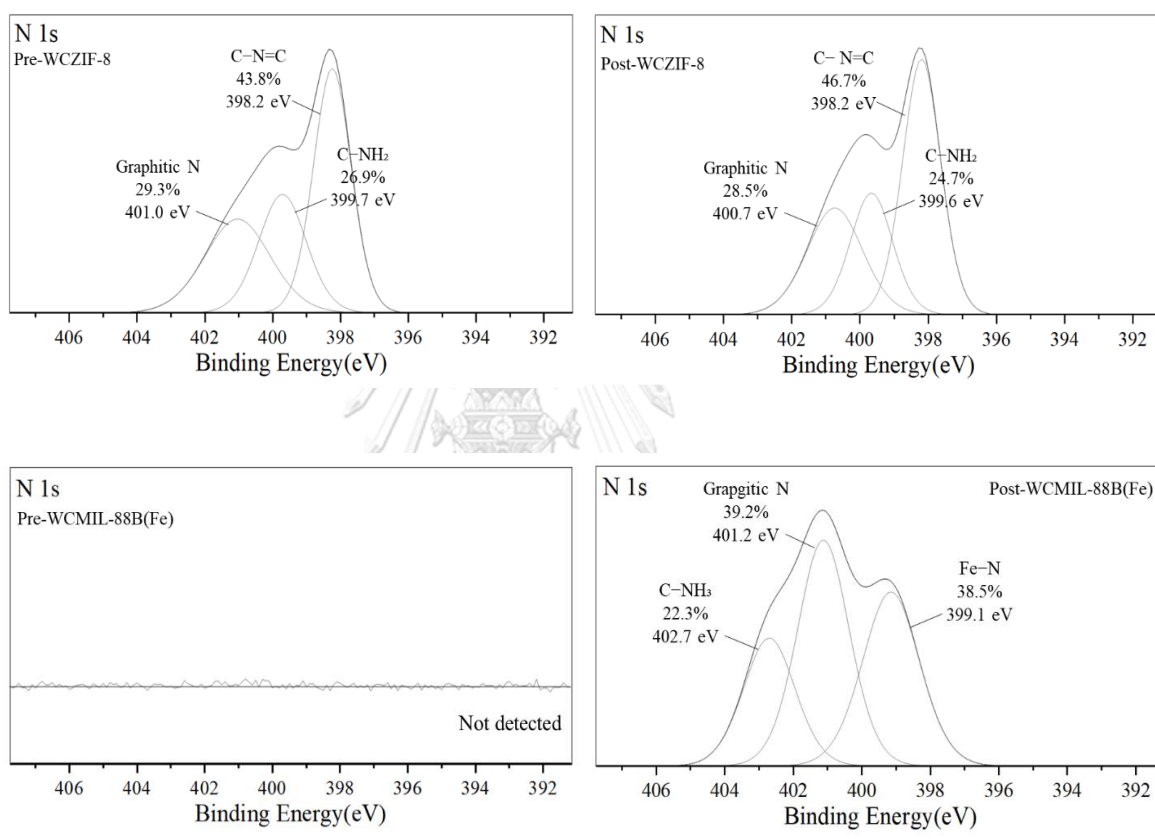 N 1s
Pre-WCZIF-8
C−N=C
43.8%
398.2 eV
Graphitic N
29.3%
401.0 eV
C−NH₂
26.9%
399.7 eV
406 404 402 400 398 396 394 392
Binding Energy(eV)
N 1s
Post-WCZIF-8
C− N=C
46.7%
398.2 eV
Graphitic N
28.5%
400.7 eV
C−NH₂
24.7%
399.6 eV
406 404 402 400 398 396 394 392
Binding Energy(eV)
N 1s
Pre-WCMIL-88B(Fe)
Not detected
406 404 402 400 398 396 394 392
Binding Energy(eV)
N 1s
Post-WCMIL-88B(Fe)
Grapgitic N
39.2%
401.2 eV
C−NH₃
22.3%
402.7 eV
Fe−N
38.5%
399.1 eV
406 404 402 400 398 396 394 392
Binding Energy(eV)